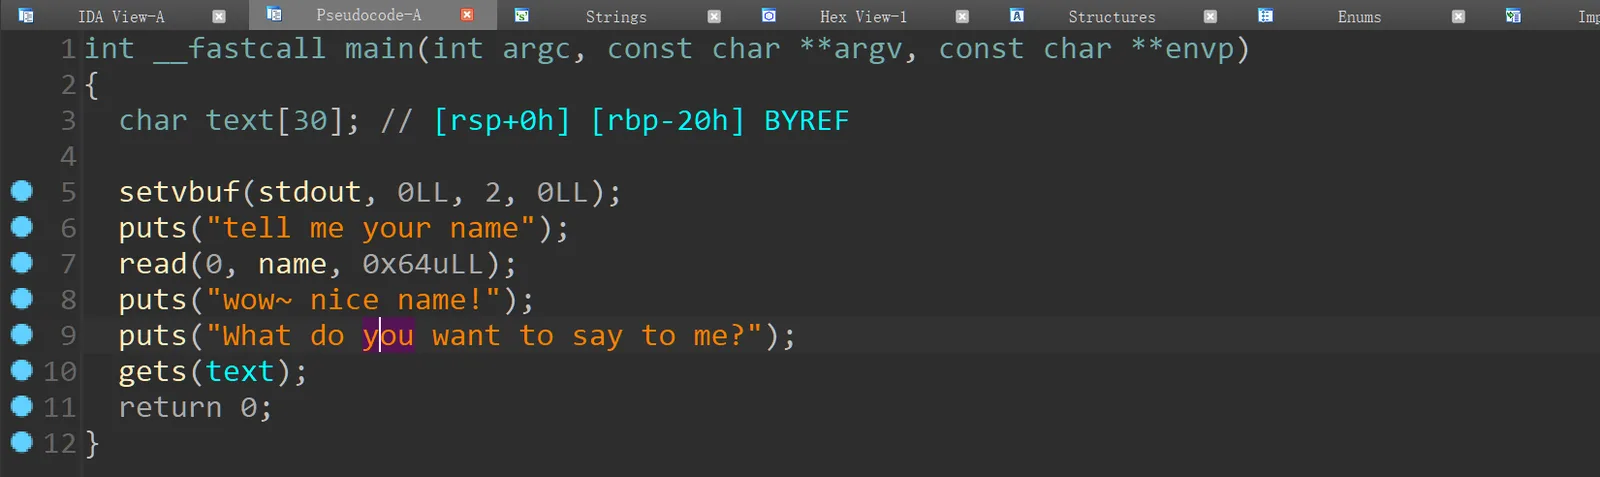 IDA View-A Pseudocode-A Strings Hex View-1 Structures Enums
1 int __fastcall main(int argc, const char **argv, const char **envp)
2 {
3 char text[30]; // [rsp+0h] [rbp-20h] BYREF
4
5 setvbuf(stdout, 0LL, 2, 0LL);
6 puts("tell me your name");
7 read(0, name, 0x64uLL);
8 puts("wow~ nice name!");
9 puts("What do you want to say to me?");
10 gets(text);
11 return 0;
12 }